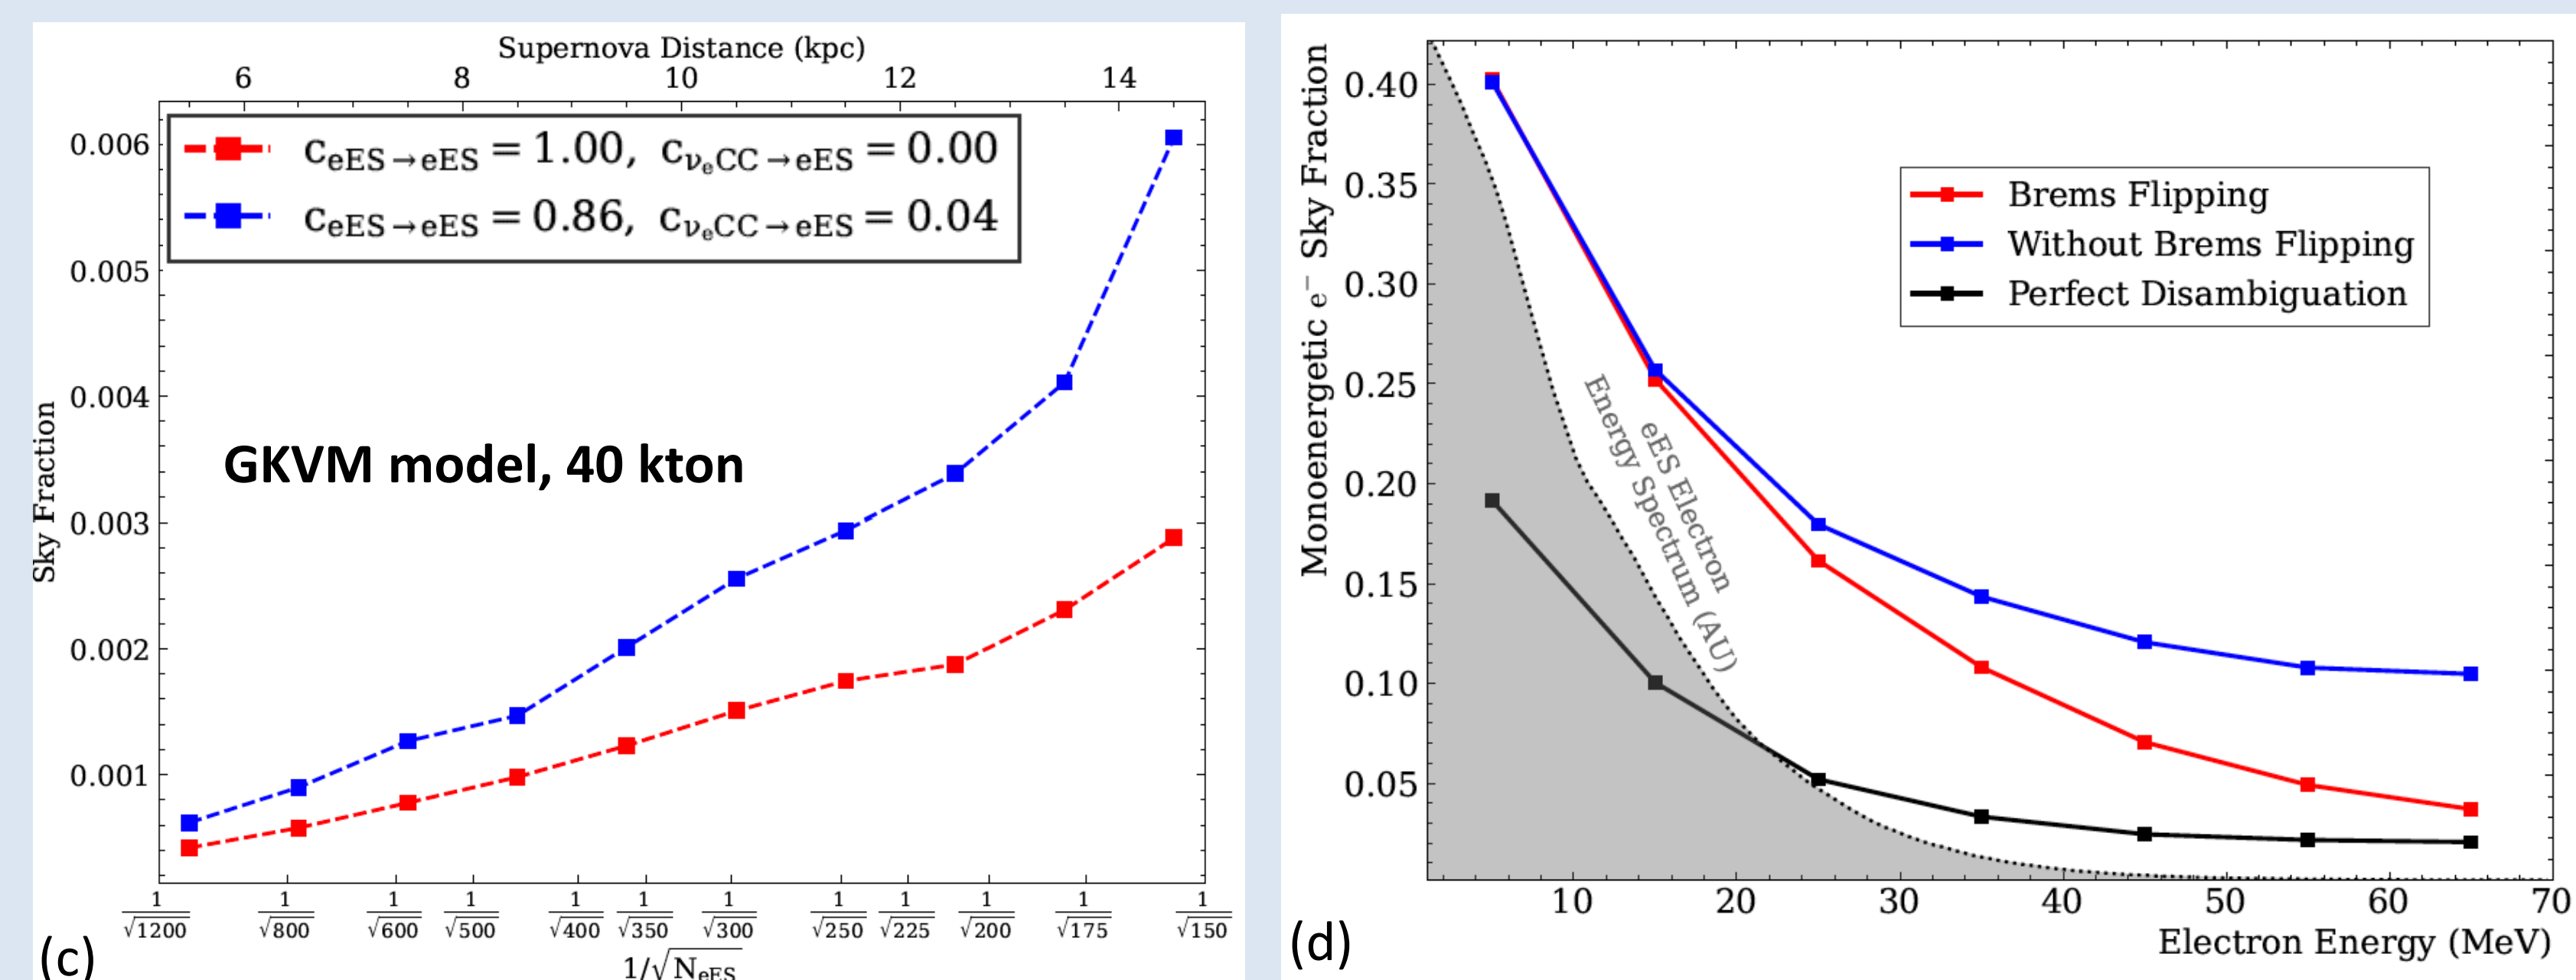 Supernova Distance (kpc)
6 8 10 12 14
c_eES→eES = 1.00, c_νeCC→eES = 0.00
c_eES→eES = 0.86, c_νeCC→eES = 0.04
GKVM model, 40 kton
Sky Fraction
0.006
0.005
0.004
0.003
0.002
0.001
1/√1200 1/√800 1/√600 1/√500 1/√400 1/√350 1/√300 1/√250 1/√225 1/√200 1/√175 1/√150
1/√N_eES
(c)
Monoenergetic e⁻ Sky Fraction
0.40
0.35
0.30
0.25
0.20
0.15
0.10
0.05
Brems Flipping
Without Brems Flipping
Perfect Disambiguation
eES Electron
Energy Spectrum (AU)
10 20 30 40 50 60 70
Electron Energy (MeV)
(d)